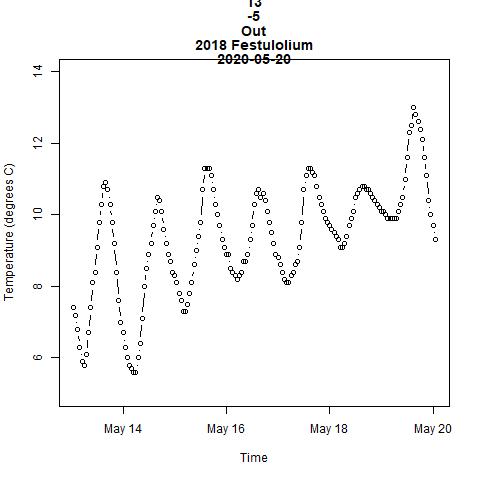 13
-5
Out
2018 Festulolium
2020-05-20
14
12
10
8
6
Temperature (degrees C)
May 14
May 16
May 18
May 20
Time